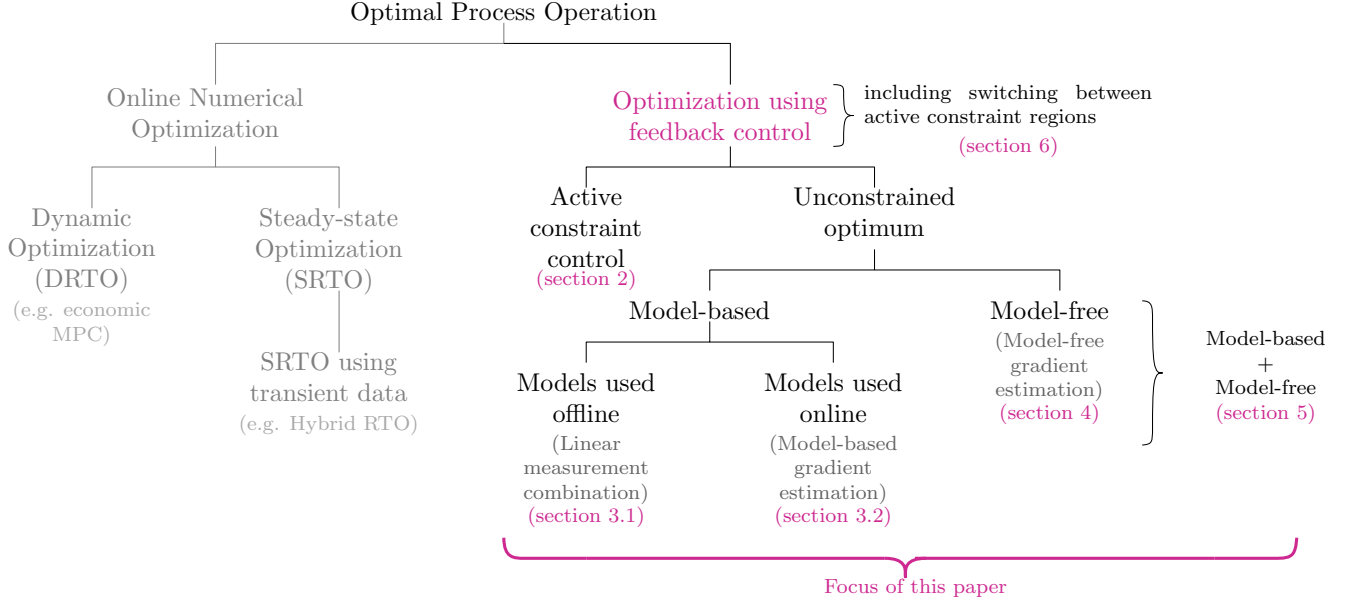 Optimal Process Operation
Online Numerical
Optimization
Optimization using
feedback control
including switching between
active constraint regions
(section 6)
Dynamic
Optimization
(DRTO)
(e.g. economic
MPC)
Steady-state
Optimization
(SRTO)
SRTO using
transient data
(e.g. Hybrid RTO)
Active
constraint
control
(section 2)
Unconstrained
optimum
Model-based
Models used
offline
(Linear
measurement
combination)
(section 3.1)
Models used
online
(Model-based
gradient
estimation)
(section 3.2)
Model-free
(Model-free
gradient
estimation)
(section 4)
Model-based
+
Model-free
(section 5)
Focus of this paper